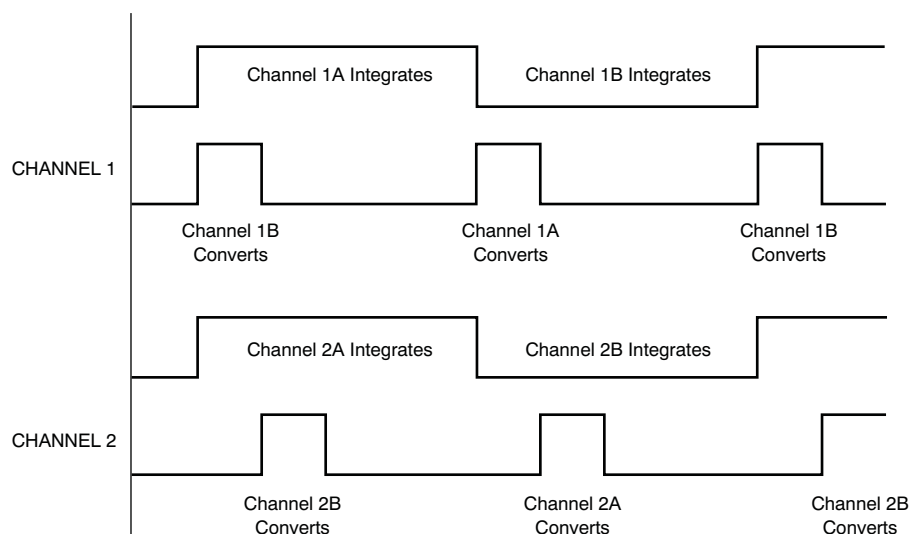 Channel 1A Integrates
Channel 1B Integrates
CHANNEL 1
Channel 1B
Converts
Channel 1A
Converts
Channel 1B
Converts
Channel 2A Integrates
Channel 2B Integrates
CHANNEL 2
Channel 2B
Converts
Channel 2A
Converts
Channel 2B
Converts